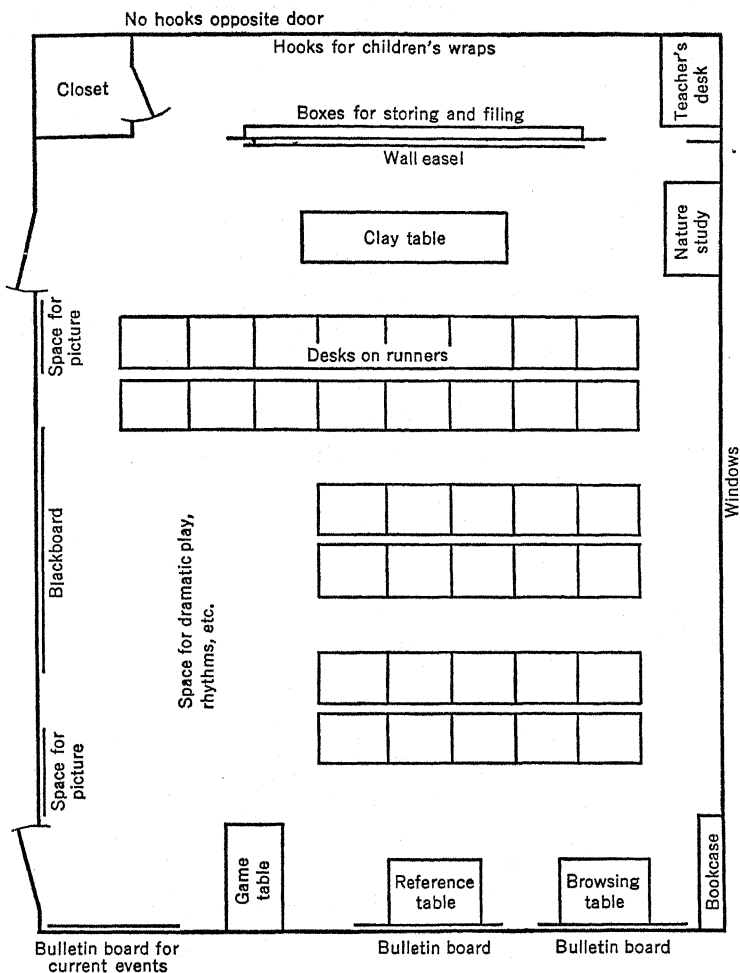 No hooks opposite door
Hooks for children's wraps
Closet
Teacher's
desk
Boxes for storing and filing
Wall easel
Clay table
Nature
study
Space for
picture
Desks on runners
Windows
Blackboard
Space for dramatic play,
rhythms, etc.
Space for
picture
Game
table
Reference
table
Browsing
table
Bookcase
Bulletin board for
current events
Bulletin board
Bulletin board